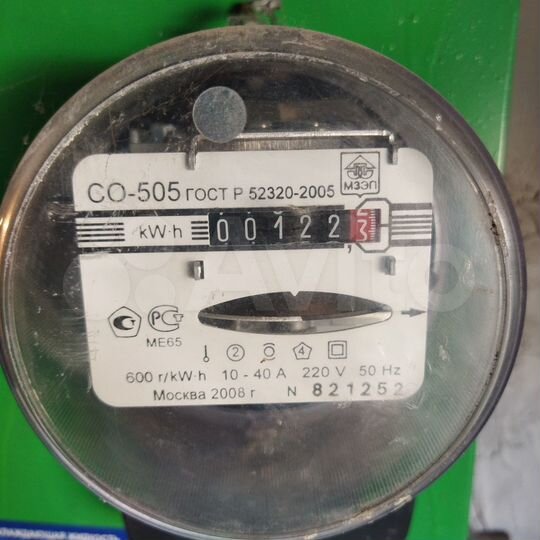 МЗЭП
СО-505 ГОСТ Р 52320-2005
kW·h 00122,3
МЕ65
2 4
600 r/kW·h 10 - 40 A 220 V 50 Hz
Москва 2008 г N 821252
Avito